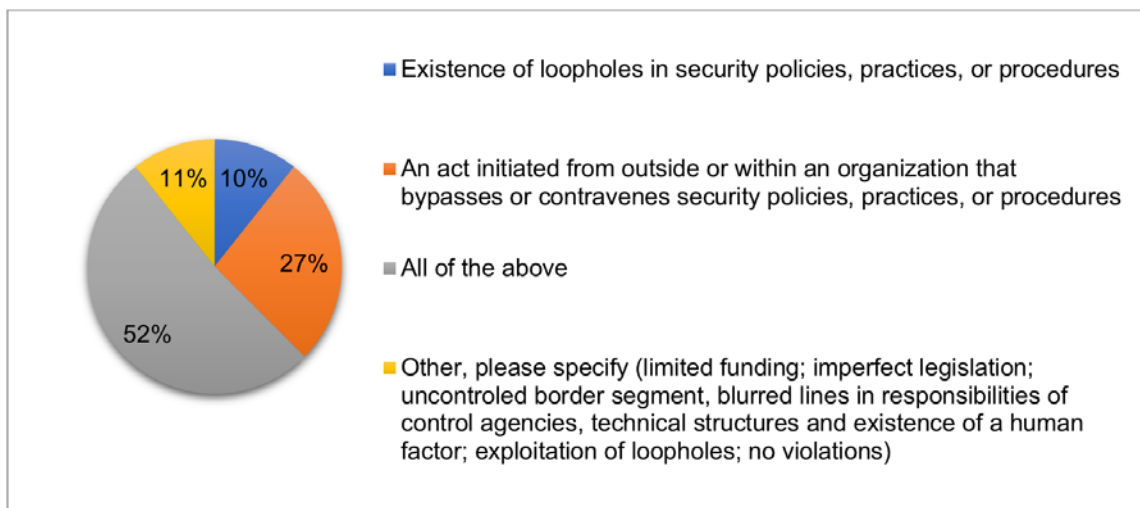 Existence of loopholes in security policies, practices, or procedures
11%
10%
An act initiated from outside or within an organization that
bypasses or contravenes security policies, practices, or procedures
27%
All of the above
52%
Other, please specify (limited funding; imperfect legislation;
uncontroled border segment, blurred lines in responsibilities of
control agencies, technical structures and existence of a human
factor; exploitation of loopholes; no violations)